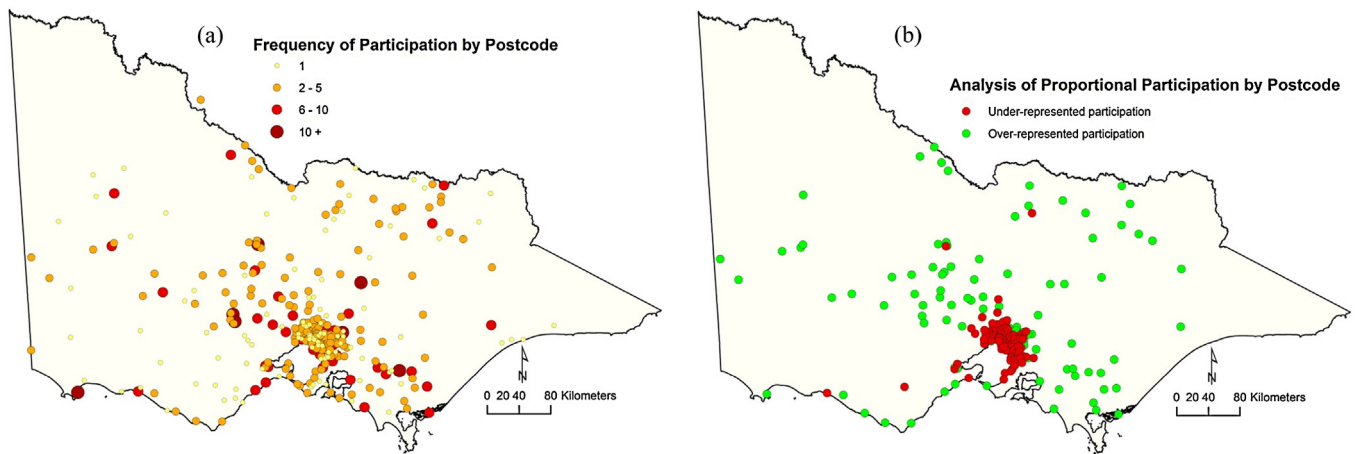 (a)
Frequency of Participation by Postcode
1
2 - 5
6 - 10
10 +
N
0 20 40 80 Kilometers
(b)
Analysis of Proportional Participation by Postcode
Under-represented participation
Over-represented participation
N
0 20 40 80 Kilometers